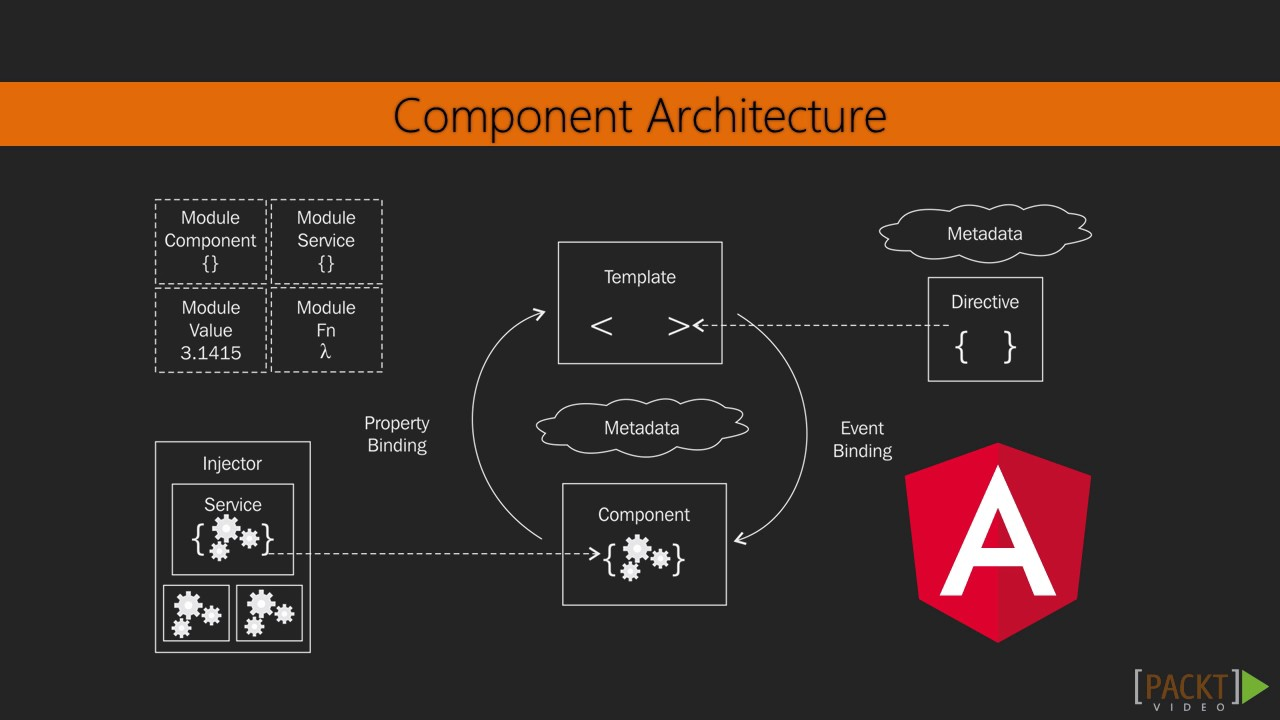 Component Architecture
Module
Component
{}
Module
Service
{}
Module
Value
3.1415
Module
Fn
λ
Template
< >
Metadata
Directive
{ }
Property
Binding
Metadata
Event
Binding
Injector
Service
{ }
Component
{ }
A
[PACKT]
VIDEO